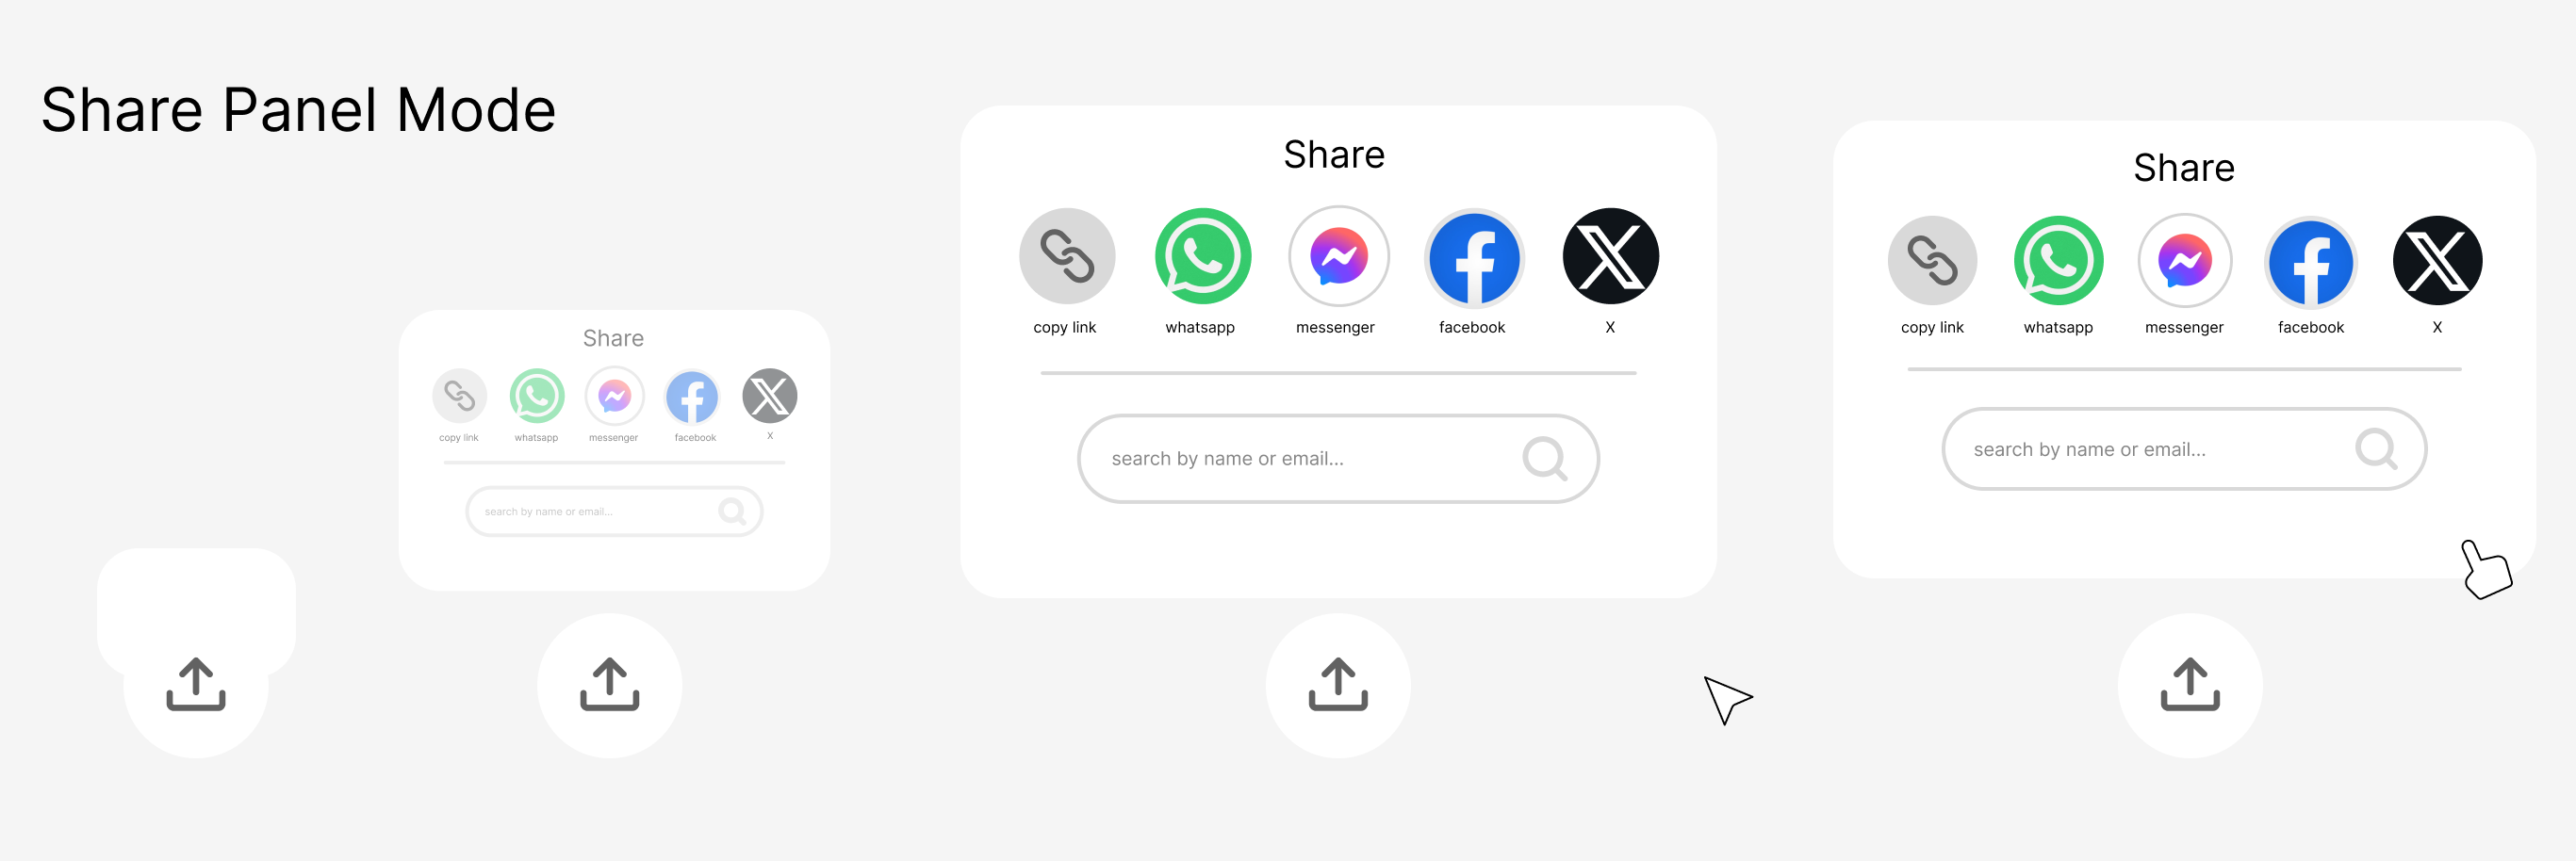 Share Panel Mode
Share
copy link
whatsapp
messenger
facebook
X
search by name or email...
Share
copy link
whatsapp
messenger
facebook
X
search by name or email...
Share
copy link
whatsapp
messenger
facebook
X
search by name or email...